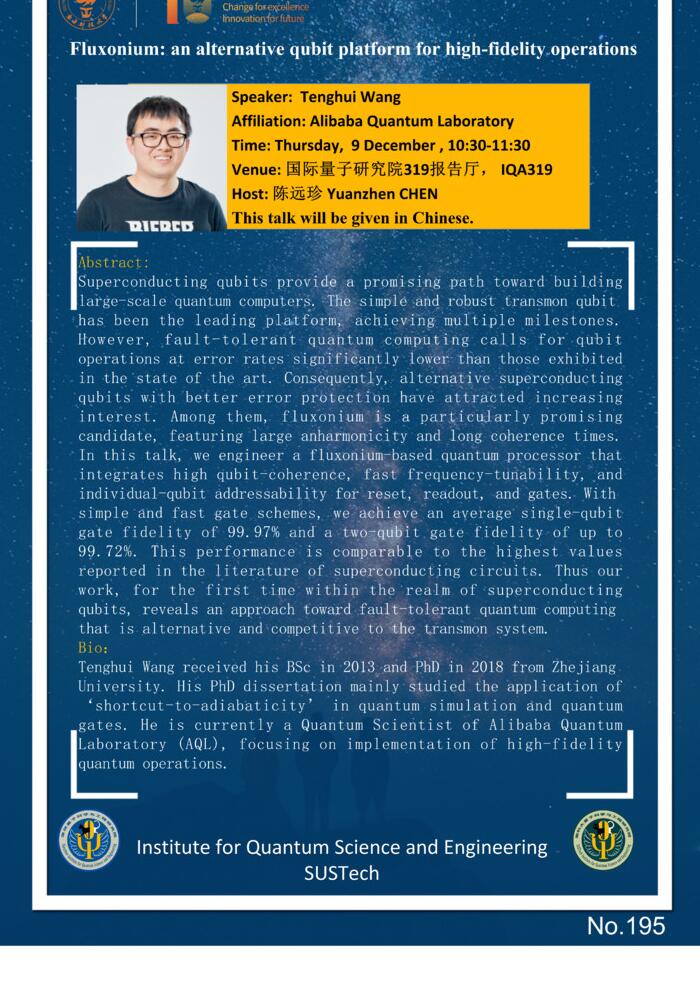 Change for excellence
Innovation for future
Fluxonium: an alternative qubit platform for high-fidelity operations
Speaker: Tenghui Wang
Affiliation: Alibaba Quantum Laboratory
Time: Thursday, 9 December , 10:30-11:30
Venue: 国际量子研究院319报告厅， IQA319
Host: 陈远珍 Yuanzhen CHEN
This talk will be given in Chinese.
Abstract:
Superconducting qubits provide a promising path toward building
large-scale quantum computers. The simple and robust transmon qubit
has been the leading platform, achieving multiple milestones.
However, fault-tolerant quantum computing calls for qubit
operations at error rates significantly lower than those exhibited
in the state of the art. Consequently, alternative superconducting
qubits with better error protection have attracted increasing
interest. Among them, fluxonium is a particularly promising
candidate, featuring large anharmonicity and long coherence times.
In this talk, we engineer a fluxonium-based quantum processor that
integrates high qubit-coherence, fast frequency-tunability, and
individual-qubit addressability for reset, readout, and gates. With
simple and fast gate schemes, we achieve an average single-qubit
gate fidelity of 99.97% and a two-qubit gate fidelity of up to
99.72%. This performance is comparable to the highest values
reported in the literature of superconducting circuits. Thus our
work, for the first time within the realm of superconducting
qubits, reveals an approach toward fault-tolerant quantum computing
that is alternative and competitive to the transmon system.
Bio:
Tenghui Wang received his BSc in 2013 and PhD in 2018 from Zhejiang
University. His PhD dissertation mainly studied the application of
‘shortcut-to-adiabaticity’ in quantum simulation and quantum
gates. He is currently a Quantum Scientist of Alibaba Quantum
Laboratory (AQL), focusing on implementation of high-fidelity
quantum operations.
Institute for Quantum Science and Engineering
SUSTech
No.195